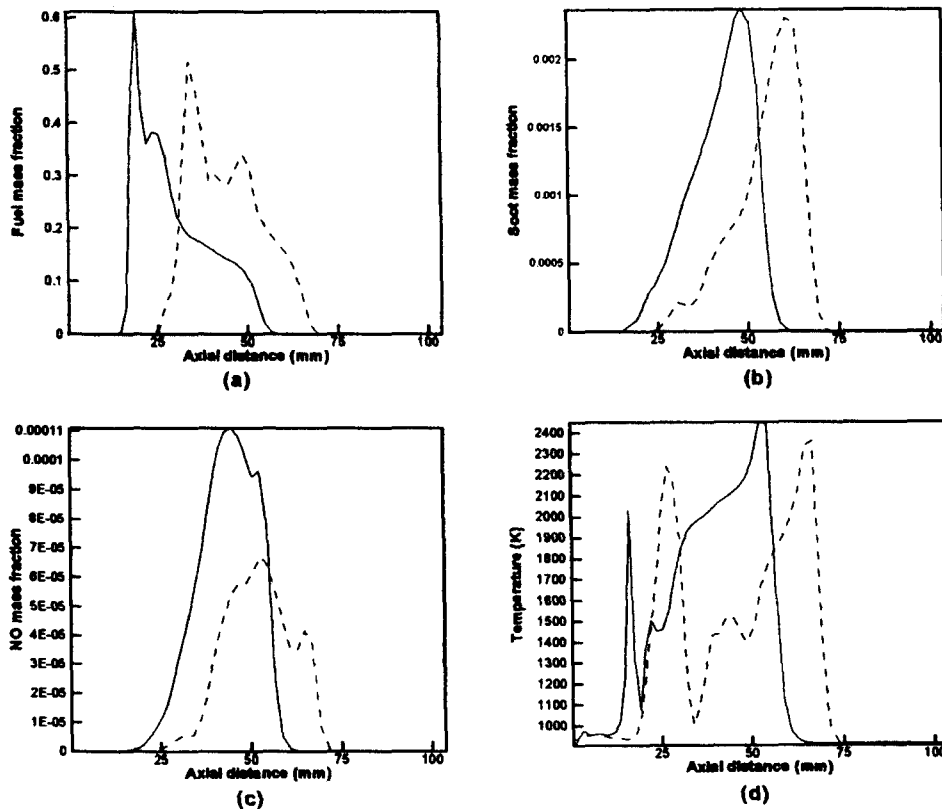 0.6
0.5
0.4
0.3
0.2
0.1
0
Fuel mass fraction
25
50
75
100
Axial distance (mm)
(a)
0.002
0.0015
0.001
0.0005
0
Soot mass fraction
25
50
75
100
Axial distance (mm)
(b)
0.00011
0.0001
9E-05
8E-05
7E-05
6E-05
5E-05
4E-05
3E-05
2E-05
1E-05
0
NO mass fraction
25
50
75
100
Axial distance (mm)
(c)
2400
2300
2200
2100
2000
1900
1800
1700
1600
1500
1400
1300
1200
1100
1000
Temperature (K)
25
50
75
100
Axial distance (mm)
(d)